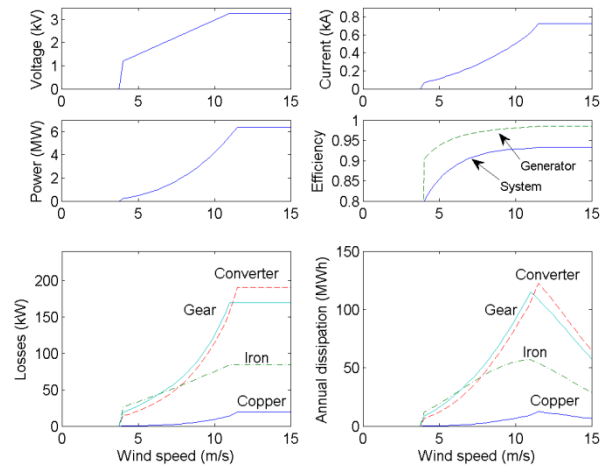 Voltage (kV)
3
2
1
0
0 5 10 15
Current (kA)
0.8
0.6
0.4
0.2
0
0 5 10 15
Power (MW)
6
4
2
0
0 5 10 15
Efficiency
1
0.95
0.9
0.85
0.8
0 5 10 15
Generator
System
Losses (kW)
200
150
100
50
0
0 5 10 15
Wind speed (m/s)
Converter
Gear
Iron
Copper
Annual dissipation (MWh)
150
100
50
0
0 5 10 15
Wind speed (m/s)
Converter
Gear
Iron
Copper